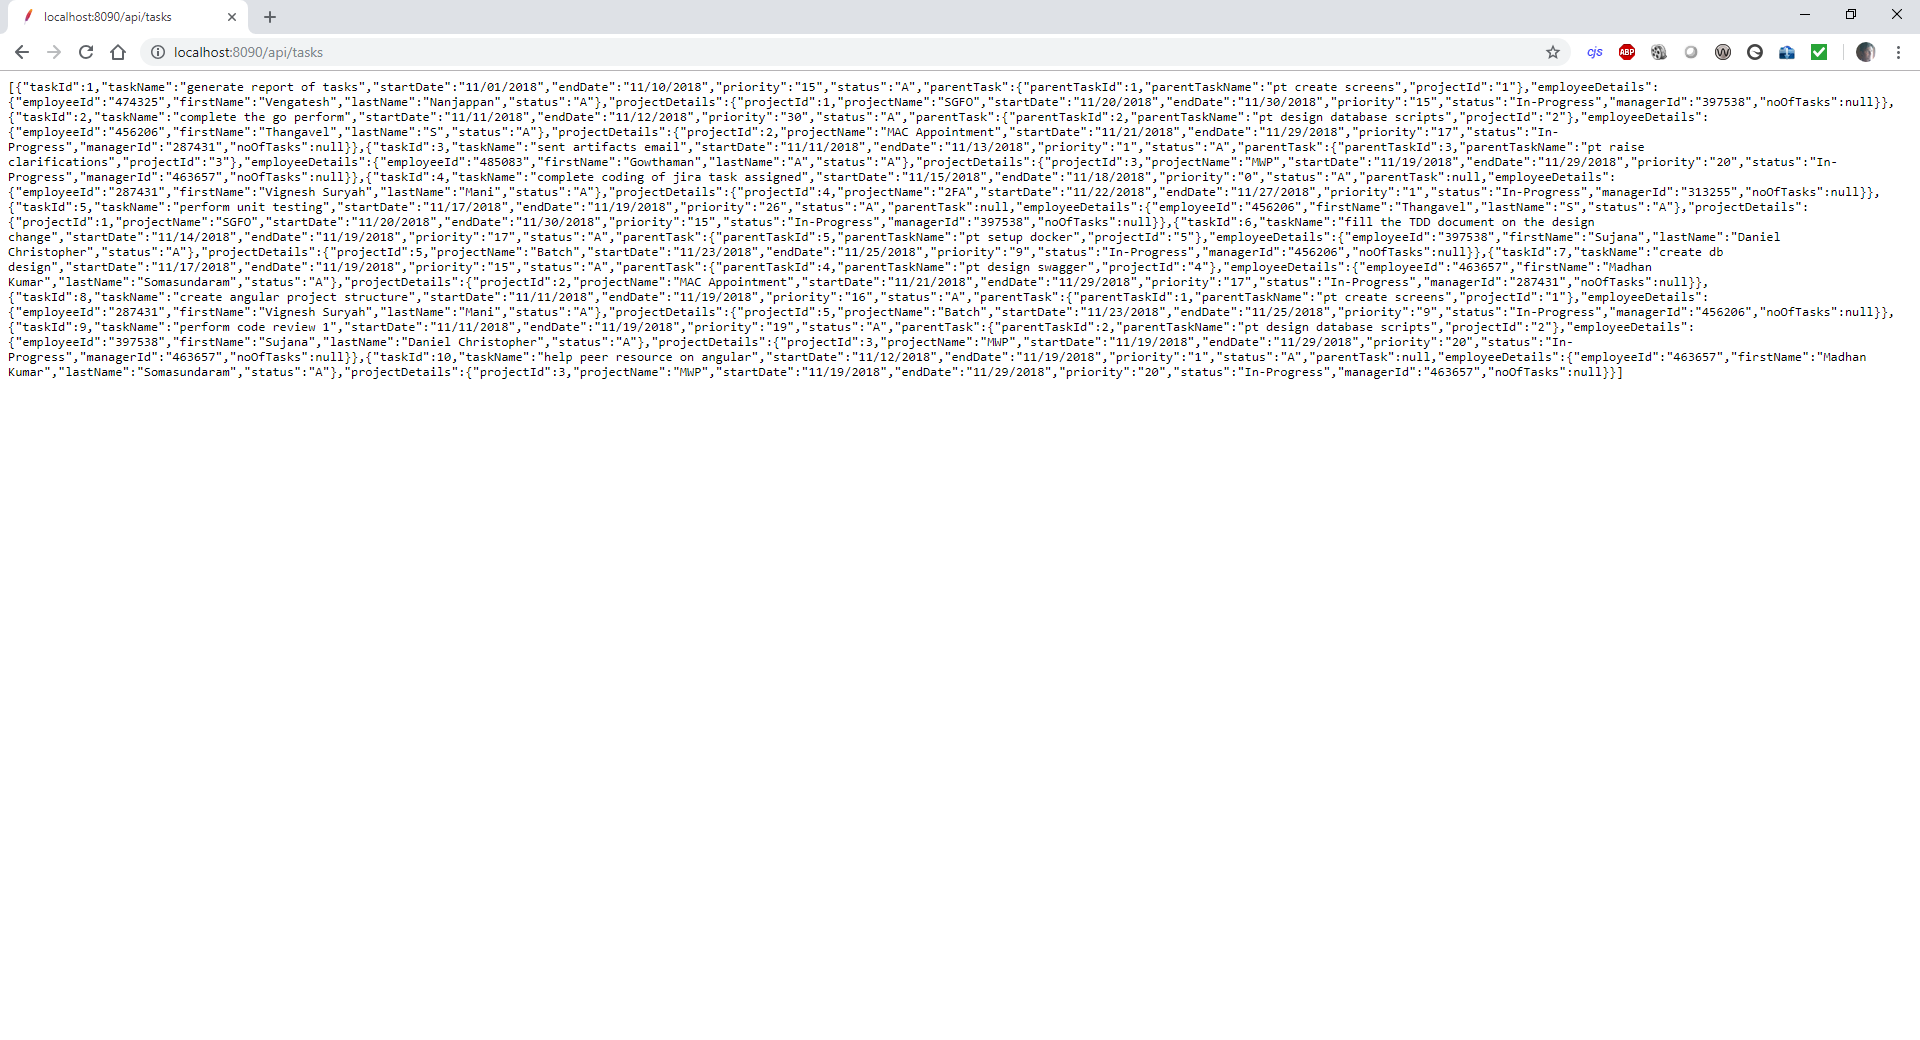 localhost:8090/api/tasks
localhost:8090/api/tasks
cjs
ABP
[{"taskId":1,"taskName":"generate report of tasks","startDate":"11/01/2018","endDate":"11/10/2018","priority":"15","status":"A","parentTask":{"parentTaskId":1,"parentTaskName":"pt create screens","projectId":"1"},"employeeDetails":
{"employeeId":"474325","firstName":"Vengatesh","lastName":"Nanjappan","status":"A"},"projectDetails":{"projectId":1,"projectName":"SGFO","startDate":"11/20/2018","endDate":"11/30/2018","priority":"15","status":"In-Progress","managerId":"397538","noOfTasks":null}},
{"taskId":2,"taskName":"complete the go perform","startDate":"11/11/2018","endDate":"11/12/2018","priority":"30","status":"A","parentTask":{"parentTaskId":2,"parentTaskName":"pt design database scripts","projectId":"2"},"employeeDetails":
{"employeeId":"456206","firstName":"Thangavel","lastName":"S","status":"A"},"projectDetails":{"projectId":2,"projectName":"MAC Appointment","startDate":"11/21/2018","endDate":"11/29/2018","priority":"17","status":"In-
Progress","managerId":"287431","noOfTasks":null}},{"taskId":3,"taskName":"sent artifacts email","startDate":"11/11/2018","endDate":"11/13/2018","priority":"1","status":"A","parentTask":{"parentTaskId":3,"parentTaskName":"pt raise
clarifications","projectId":"3"},"employeeDetails":{"employeeId":"485083","firstName":"Gowthaman","lastName":"A","status":"A"},"projectDetails":{"projectId":3,"projectName":"MWP","startDate":"11/19/2018","endDate":"11/29/2018","priority":"20","status":"In-
Progress","managerId":"463657","noOfTasks":null}},{"taskId":4,"taskName":"complete coding of jira task assigned","startDate":"11/15/2018","endDate":"11/18/2018","priority":"0","status":"A","parentTask":null,"employeeDetails":
{"employeeId":"287431","firstName":"Vignesh Suryah","lastName":"Mani","status":"A"},"projectDetails":{"projectId":4,"projectName":"2FA","startDate":"11/22/2018","endDate":"11/27/2018","priority":"1","status":"In-Progress","managerId":"313255","noOfTasks":null}},
{"taskId":5,"taskName":"perform unit testing","startDate":"11/17/2018","endDate":"11/19/2018","priority":"26","status":"A","parentTask":null,"employeeDetails":{"employeeId":"456206","firstName":"Thangavel","lastName":"S","status":"A"},"projectDetails":
{"projectId":1,"projectName":"SGFO","startDate":"11/20/2018","endDate":"11/30/2018","priority":"15","status":"In-Progress","managerId":"397538","noOfTasks":null}},{"taskId":6,"taskName":"fill the TDD document on the design
change","startDate":"11/14/2018","endDate":"11/19/2018","priority":"17","status":"A","parentTask":{"parentTaskId":5,"parentTaskName":"pt setup docker","projectId":"5"},"employeeDetails":{"employeeId":"397538","firstName":"Sujana","lastName":"Daniel
Christopher","status":"A"},"projectDetails":{"projectId":5,"projectName":"Batch","startDate":"11/23/2018","endDate":"11/25/2018","priority":"9","status":"In-Progress","managerId":"456206","noOfTasks":null}},{"taskId":7,"taskName":"create db
design","startDate":"11/17/2018","endDate":"11/19/2018","priority":"15","status":"A","parentTask":{"parentTaskId":4,"parentTaskName":"pt design swagger","projectId":"4"},"employeeDetails":{"employeeId":"463657","firstName":"Madhan
Kumar","lastName":"Somasundaram","status":"A"},"projectDetails":{"projectId":2,"projectName":"MAC Appointment","startDate":"11/21/2018","endDate":"11/29/2018","priority":"17","status":"In-Progress","managerId":"287431","noOfTasks":null}},
{"taskId":8,"taskName":"create angular project structure","startDate":"11/11/2018","endDate":"11/19/2018","priority":"16","status":"A","parentTask":{"parentTaskId":1,"parentTaskName":"pt create screens","projectId":"1"},"employeeDetails":
{"employeeId":"287431","firstName":"Vignesh Suryah","lastName":"Mani","status":"A"},"projectDetails":{"projectId":5,"projectName":"Batch","startDate":"11/23/2018","endDate":"11/25/2018","priority":"9","status":"In-Progress","managerId":"456206","noOfTasks":null}},
{"taskId":9,"taskName":"perform code review 1","startDate":"11/11/2018","endDate":"11/19/2018","priority":"19","status":"A","parentTask":{"parentTaskId":2,"parentTaskName":"pt design database scripts","projectId":"2"},"employeeDetails":
{"employeeId":"397538","firstName":"Sujana","lastName":"Daniel Christopher","status":"A"},"projectDetails":{"projectId":3,"projectName":"MWP","startDate":"11/19/2018","endDate":"11/29/2018","priority":"20","status":"In-
Progress","managerId":"463657","noOfTasks":null}},{"taskId":10,"taskName":"help peer resource on angular","startDate":"11/12/2018","endDate":"11/19/2018","priority":"1","status":"A","parentTask":null,"employeeDetails":{"employeeId":"463657","firstName":"Madhan
Kumar","lastName":"Somasundaram","status":"A"},"projectDetails":{"projectId":3,"projectName":"MWP","startDate":"11/19/2018","endDate":"11/29/2018","priority":"20","status":"In-Progress","managerId":"463657","noOfTasks":null}}]